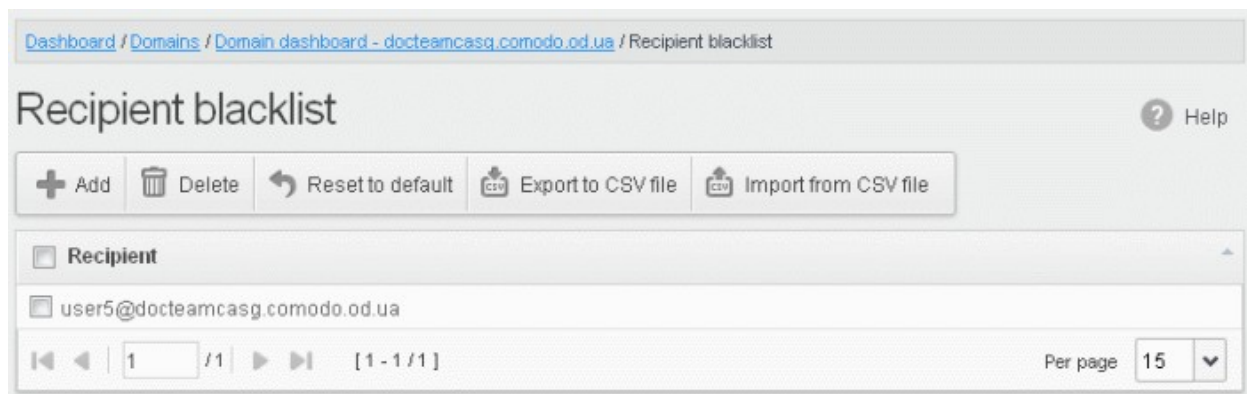 Dashboard / Domains / Domain dashboard - docteamcasg.comodo.od.ua / Recipient blacklist
Recipient blacklist
Help
Add Delete Reset to default Export to CSV file Import from CSV file
Recipient
user5@docteamcasg.comodo.od.ua
1 /1 [1 - 1 / 1] Per page 15